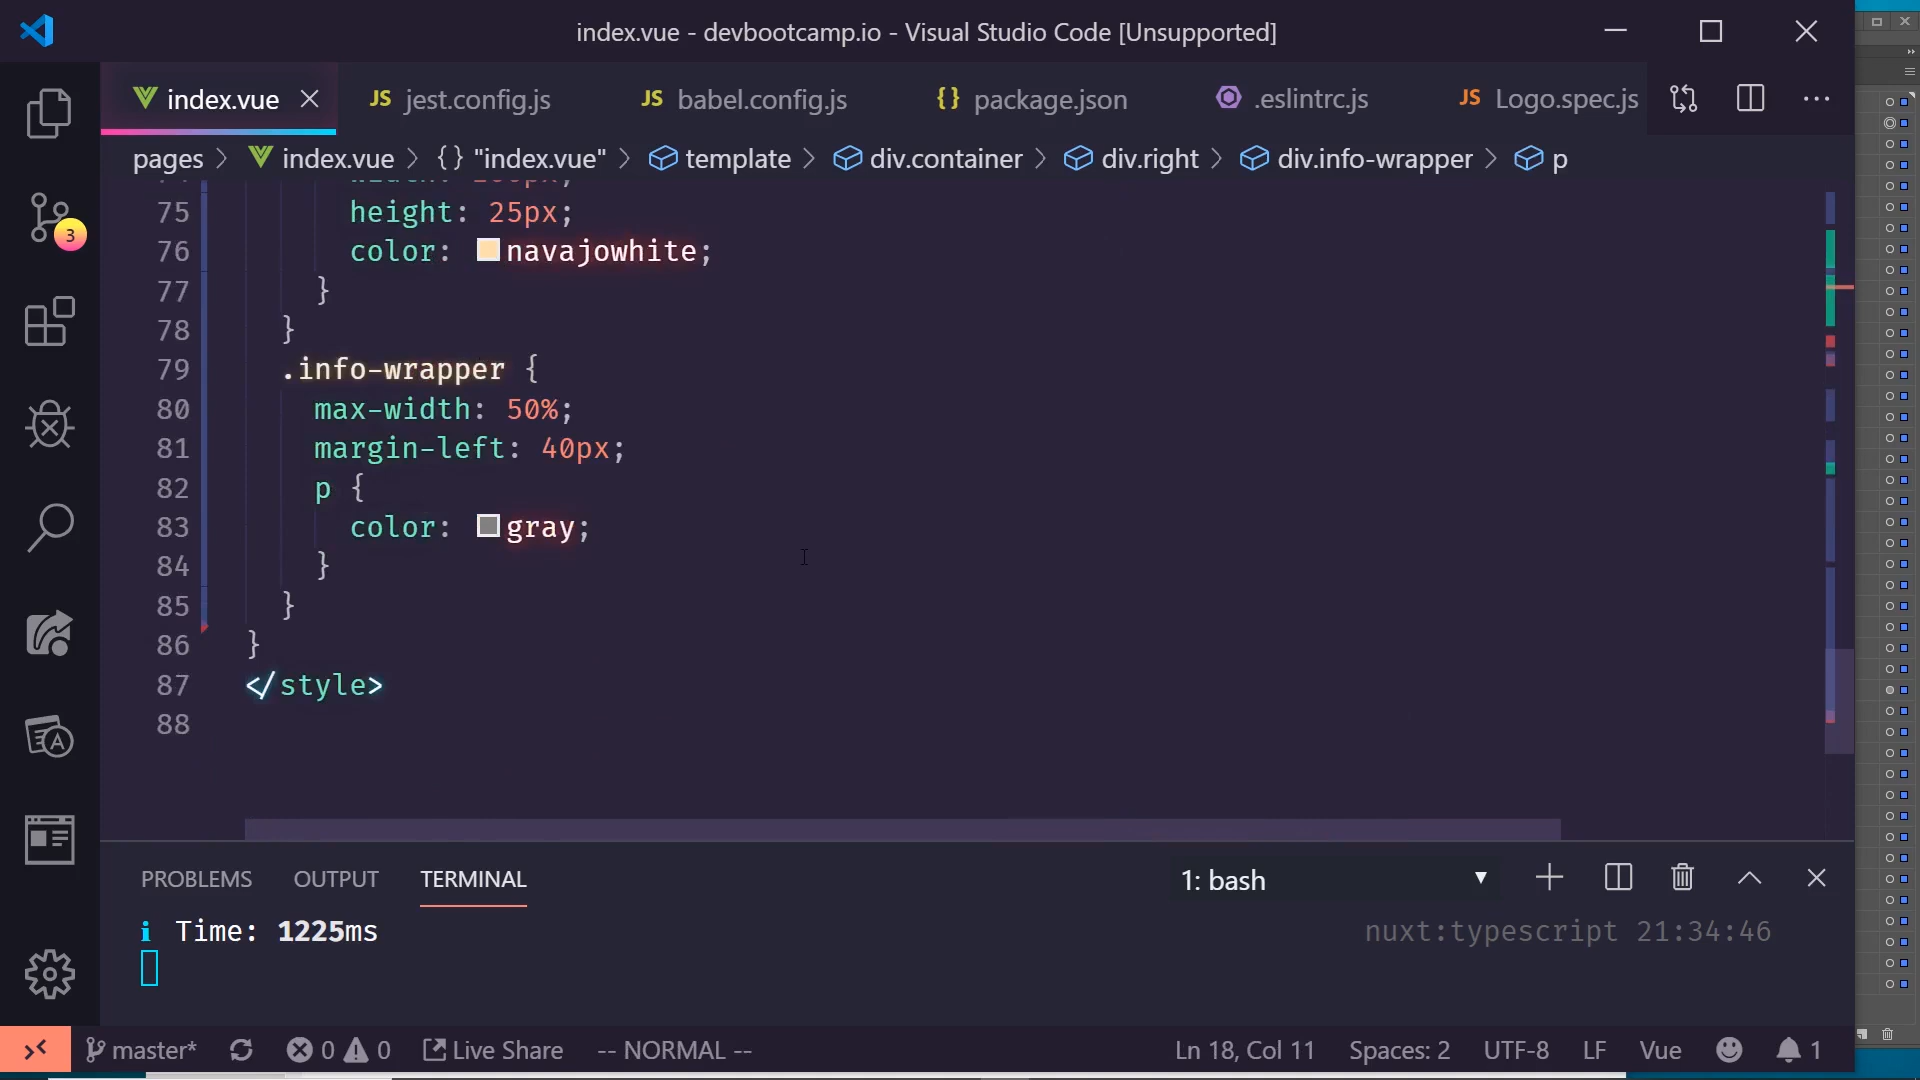 index.vue - devbootcamp.io - Visual Studio Code [Unsupported]
index.vue
JS jest.config.js
JS babel.config.js
{} package.json
.eslintrc.js
JS Logo.spec.js
pages > index.vue > {} "index.vue" > template > div.container > div.right > div.info-wrapper > p
75 height: 25px;
76 color: navajowhite;
77 }
78 }
79 .info-wrapper {
80 max-width: 50%;
81 margin-left: 40px;
82 p {
83 color: gray;
84 }
85 }
86 }
87 </style>
88
3
PROBLEMS OUTPUT TERMINAL 1: bash
i Time: 1225ms nuxt:typescript 21:34:46
master* 0 0 Live Share -- NORMAL -- Ln 18, Col 11 Spaces: 2 UTF-8 LF Vue 1